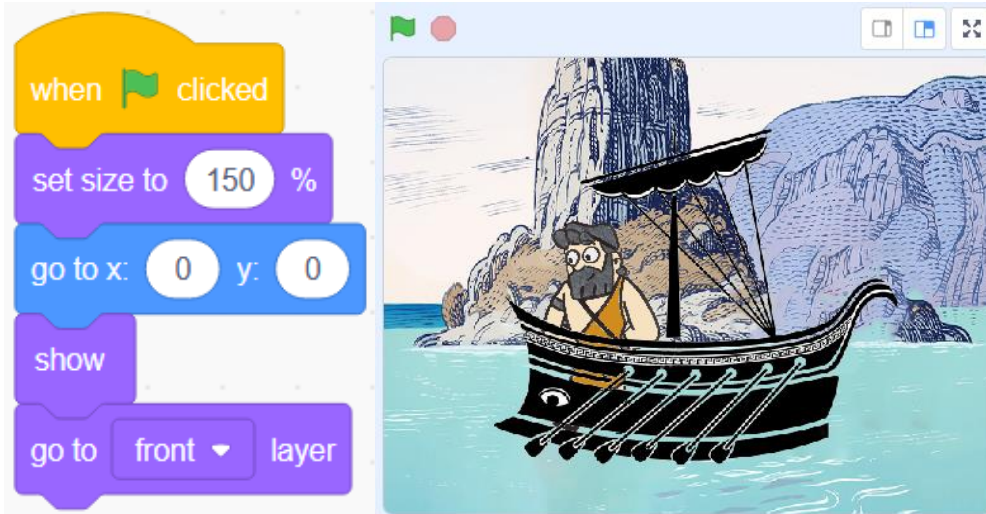 when clicked
set size to 150 %
go to x: 0 y: 0
show
go to front layer